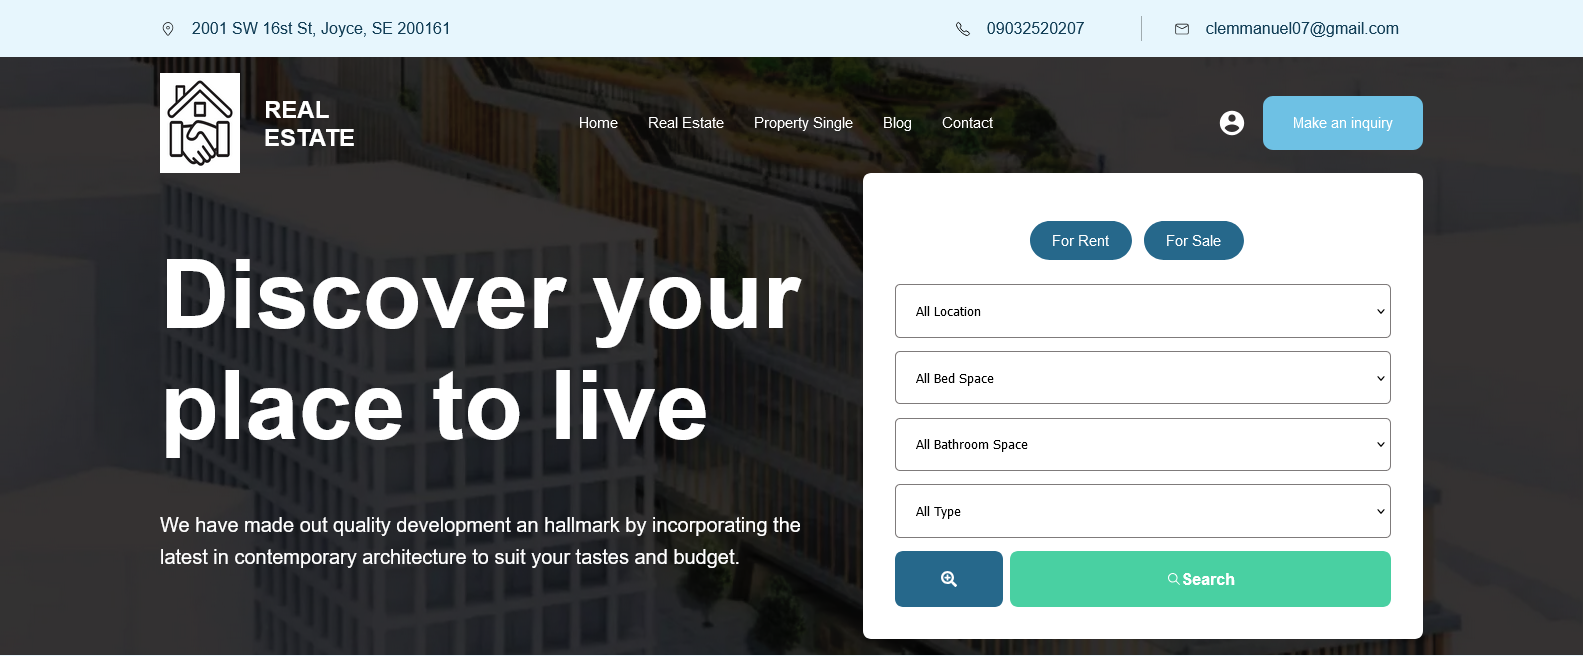 2001 SW 16st St, Joyce, SE 200161
09032520207
clemmanuel07@gmail.com
REAL
ESTATE
Home
Real Estate
Property Single
Blog
Contact
Make an inquiry
Discover your
place to live
We have made out quality development an hallmark by incorporating the
latest in contemporary architecture to suit your tastes and budget.
For Rent
For Sale
All Location
All Bed Space
All Bathroom Space
All Type
Search